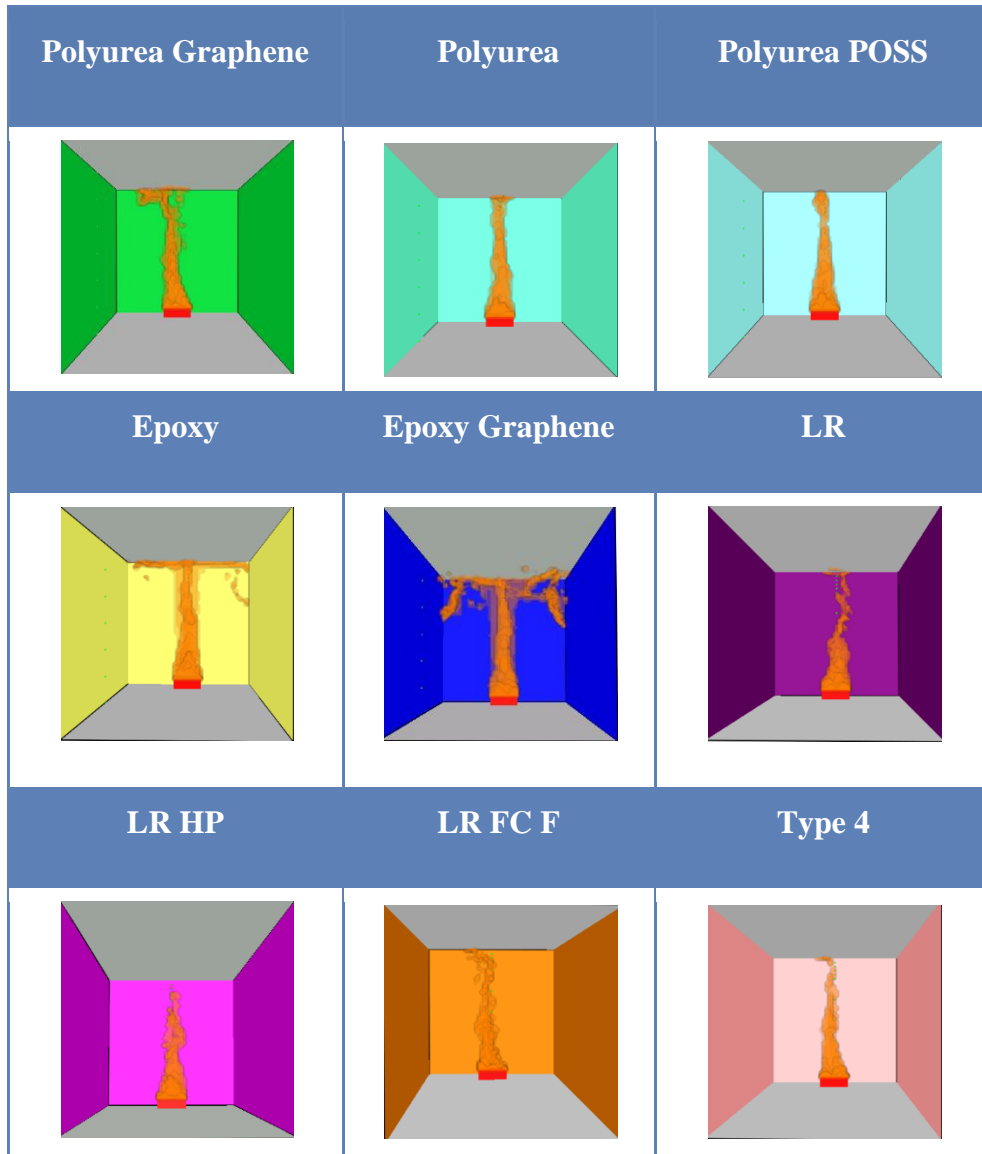 Polyurea Graphene
Polyurea
Polyurea POSS
Epoxy
Epoxy Graphene
LR
LR HP
LR FC F
Type 4